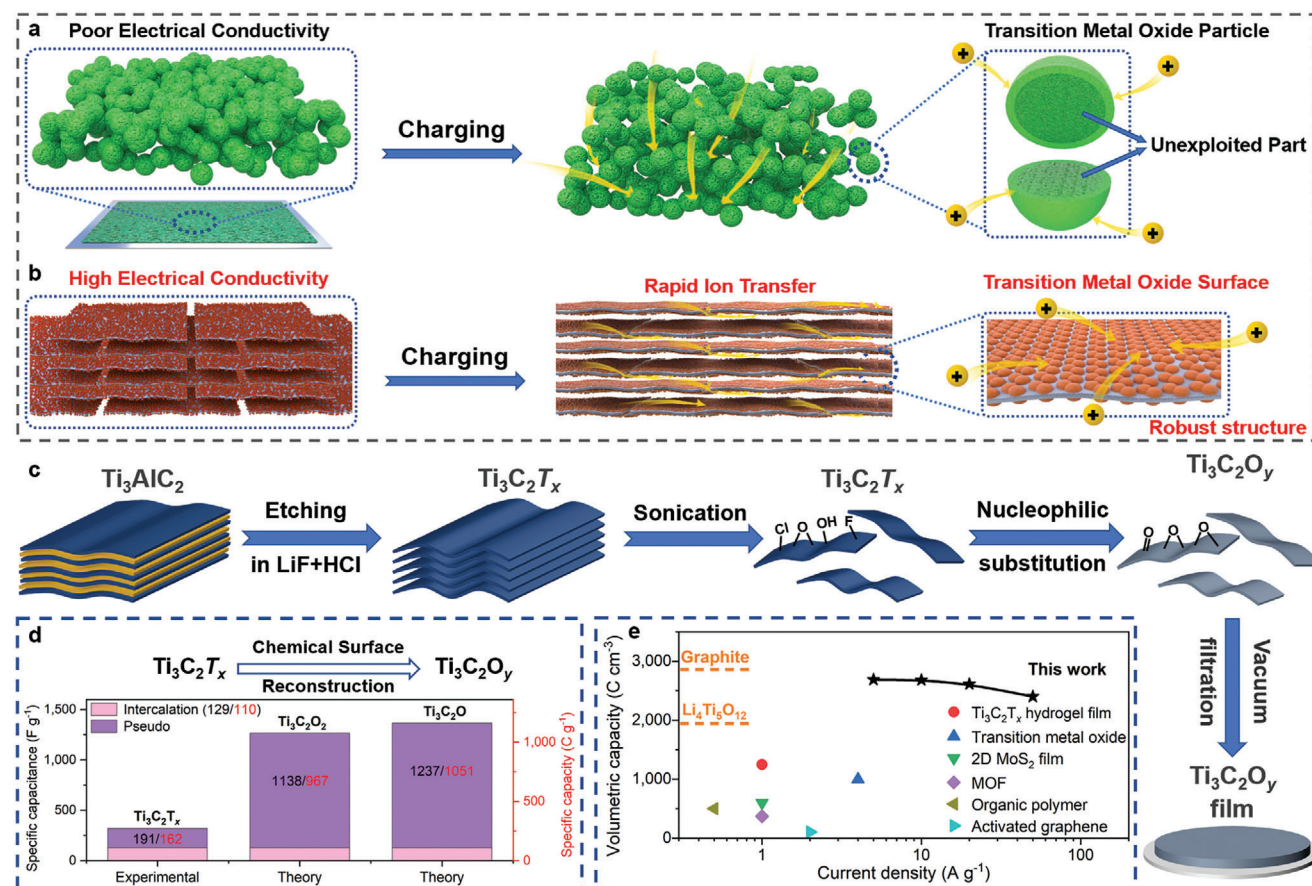 a
Poor Electrical Conductivity
Charging
Transition Metal Oxide Particle
+
+
Unexploited Part
+
+
b
High Electrical Conductivity
Charging
Rapid Ion Transfer
Transition Metal Oxide Surface
+
+
+
+
Robust structure
c
Ti₃AlC₂
Etching
in LiF+HCl
Ti₃C₂Tₓ
Sonication
Ti₃C₂Tₓ
Cl
O
OH
F
Nucleophilic
substitution
Ti₃C₂Oᵧ
O
O
O
Vacuum
filtration
Ti₃C₂Oᵧ
film
d
Ti₃C₂Tₓ
Chemical Surface
Reconstruction
Ti₃C₂Oᵧ
Specific capacitance (F g⁻¹)
1,500
1,000
500
0
Intercalation (129/110)
Pseudo
Ti₃C₂Tₓ
191/162
Ti₃C₂O₂
1138/967
Ti₃C₂O
1237/1051
Experimental
Theory
Theory
1,000
500
0
Specific capacity (C g⁻¹)
e
Volumetric capacity (C cm⁻³)
3,000
2,000
1,000
0
Graphite
Li₄Ti₅O₁₂
This work
Ti₃C₂Tₓ hydrogel film
Transition metal oxide
2D MoS₂ film
MOF
Organic polymer
Activated graphene
1
10
100
Current density (A g⁻¹)